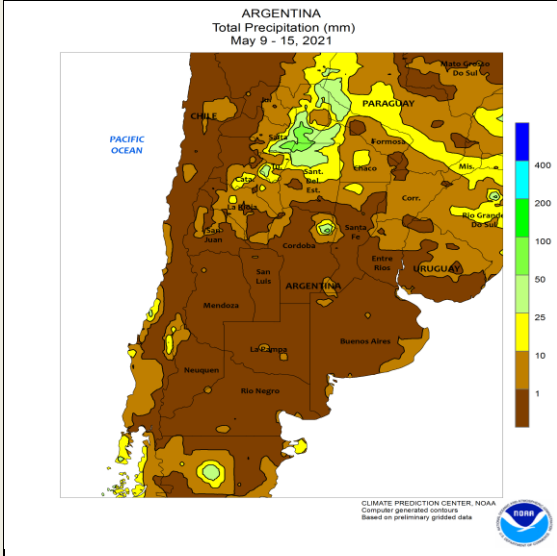 ARGENTINA
Total Precipitation (mm)
May 9 - 15, 2021
Mato Grosso
Do Sul
PARAGUAY
Juj
CHILE
PACIFIC
OCEAN
Salta
Formosa
Tu
Sant.
Del
Est.
Chaco
Mis.
Cata.
La Rioja
Corr.
Rio Grande
Do Sul
San
Juan
Santa
Fe
Cordoba
Entre
Rios
URUGUAY
San
Luis
ARGENTINA
Mendoza
Buenos Aires
La Pampa
Neuquen
Rio Negro
400
200
100
50
25
10
1
CLIMATE PREDICTION CENTER, NOAA
Computer generated contours
Based on preliminary gridded data
NOAA